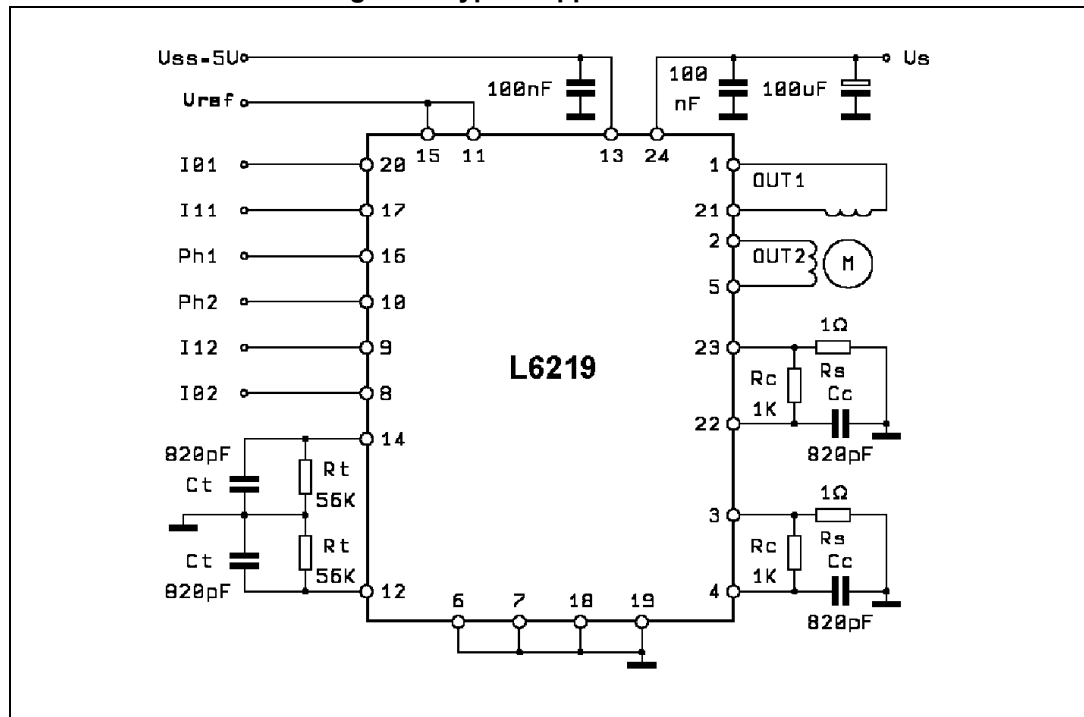 Vss=5V
100nF
100 nF
100uF
Vs
Vref
15
11
13
24
I01
20
1
OUT1
I11
17
21
Ph1
16
2
OUT2
M
Ph2
10
5
I12
9
23
1Ω
Rs
L6219
I02
8
Rc
1K
22
Cc
820pF
14
820pF
Ct
Rt
56K
3
1Ω
Rs
Ct
820pF
Rt
56K
12
Rc
1K
4
Cc
820pF
6
7
18
19